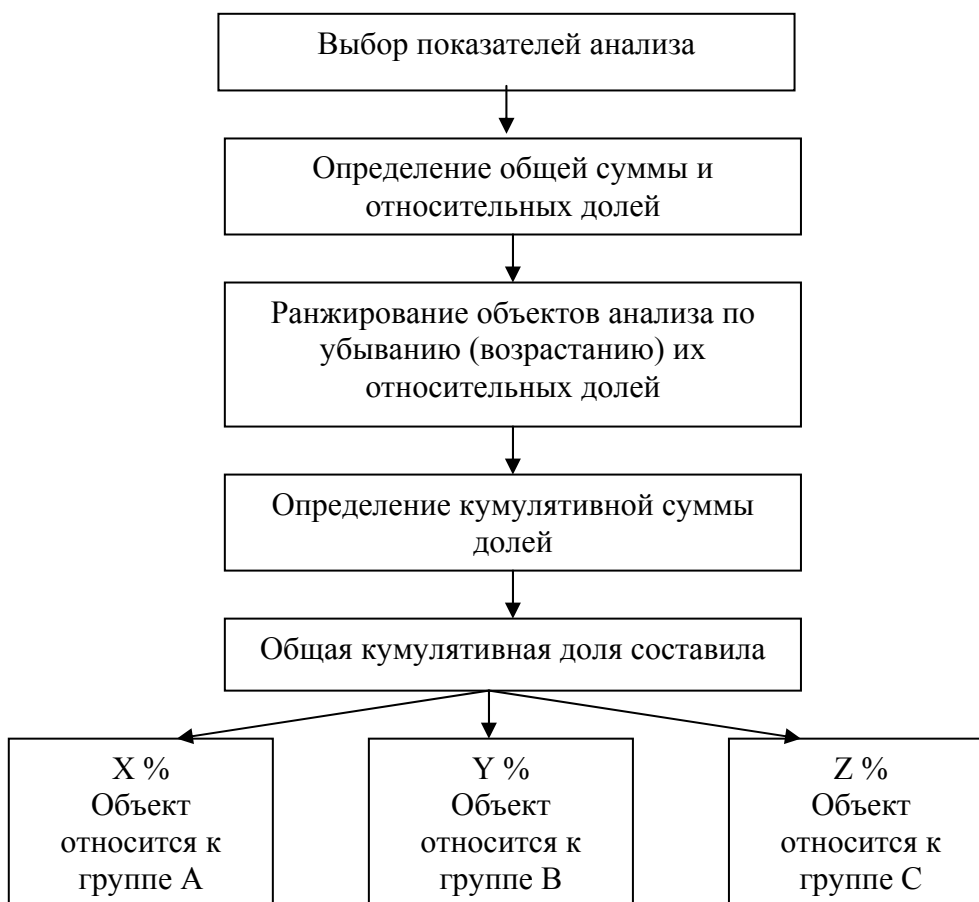 Выбор показателей анализа
Определение общей суммы и
относительных долей
Ранжирование объектов анализа по
убыванию (возрастанию) их
относительных долей
Определение кумулятивной суммы
долей
Общая кумулятивная доля составила
X %
Объект
относится к
группе А
Y %
Объект
относится к
группе В
Z %
Объект
относится к
группе С